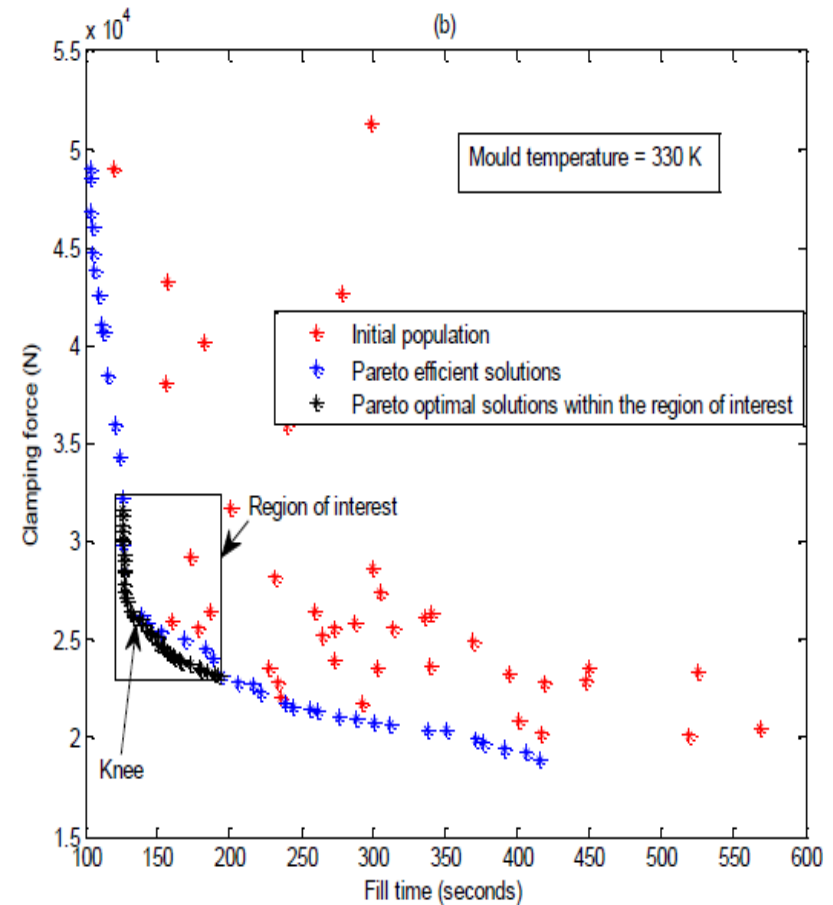 (b)
x 10^4
5.5
5
4.5
4
3.5
3
2.5
2
1.5
Clamping force (N)
Mould temperature = 330 K
Initial population
Pareto efficient solutions
Pareto optimal solutions within the region of interest
Region of interest
Knee
100 150 200 250 300 350 400 450 500 550 600
Fill time (seconds)